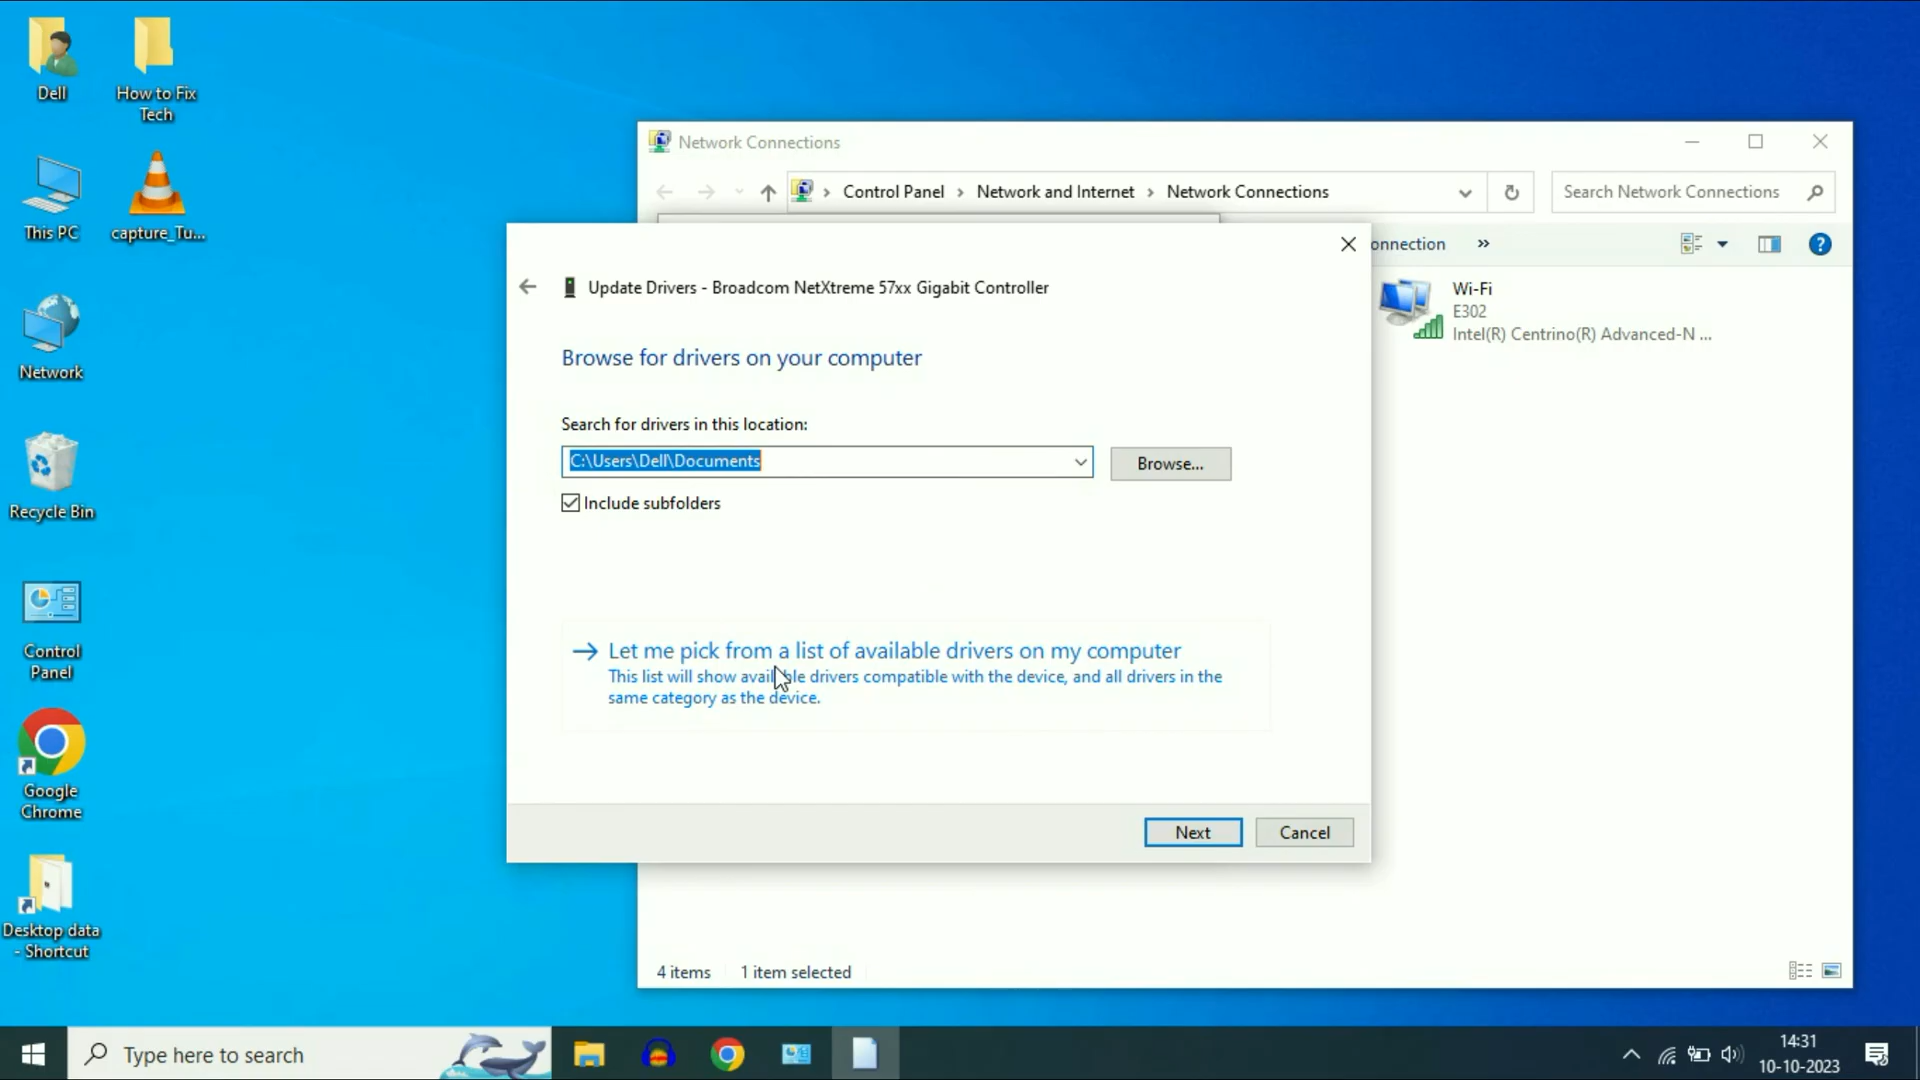 Dell
How to Fix
Tech
This PC
capture_Tu...
Network
Recycle Bin
Control
Panel
Google
Chrome
Desktop data
- Shortcut
Network Connections
Control Panel
Network and Internet
Network Connections
Search Network Connections
onnection
»
Wi-Fi
E302
Intel(R) Centrino(R) Advanced-N ...
Update Drivers - Broadcom NetXtreme 57xx Gigabit Controller
Browse for drivers on your computer
Search for drivers in this location:
C:\Users\Dell\Documents
Browse...
Include subfolders
Let me pick from a list of available drivers on my computer
This list will show available drivers compatible with the device, and all drivers in the
same category as the device.
Next
Cancel
4 items
1 item selected
Type here to search
14:31
10-10-2023